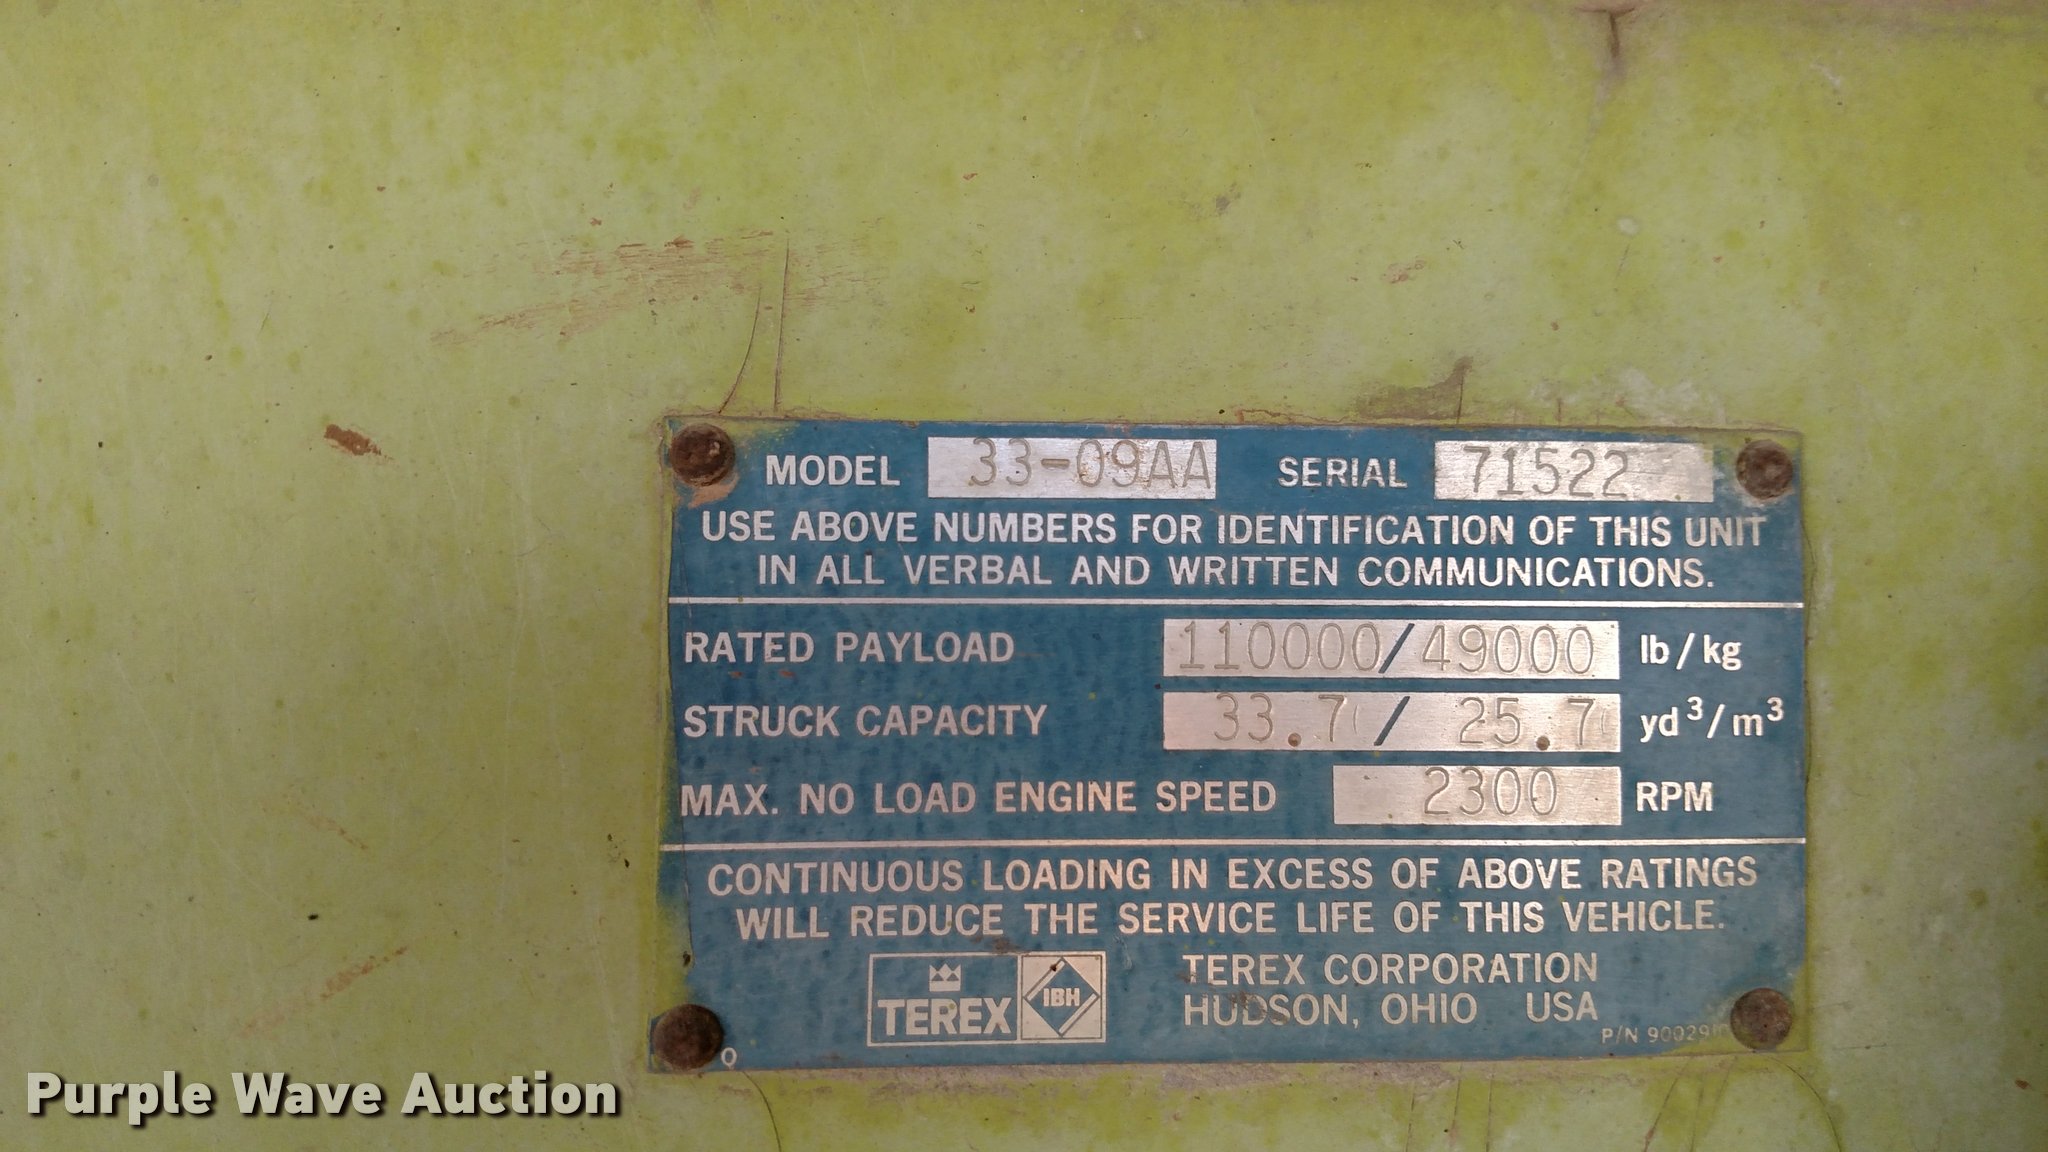 MODEL 33-09AA SERIAL 71522
USE ABOVE NUMBERS FOR IDENTIFICATION OF THIS UNIT
IN ALL VERBAL AND WRITTEN COMMUNICATIONS.
RATED PAYLOAD 110000/49000 lb/kg
STRUCK CAPACITY 33.7/25.7 yd³/m³
MAX. NO LOAD ENGINE SPEED 2300 RPM
CONTINUOUS LOADING IN EXCESS OF ABOVE RATINGS
WILL REDUCE THE SERVICE LIFE OF THIS VEHICLE.
TEREX IBH
TEREX CORPORATION
HUDSON, OHIO USA
P/N
Q
Purple Wave Auction